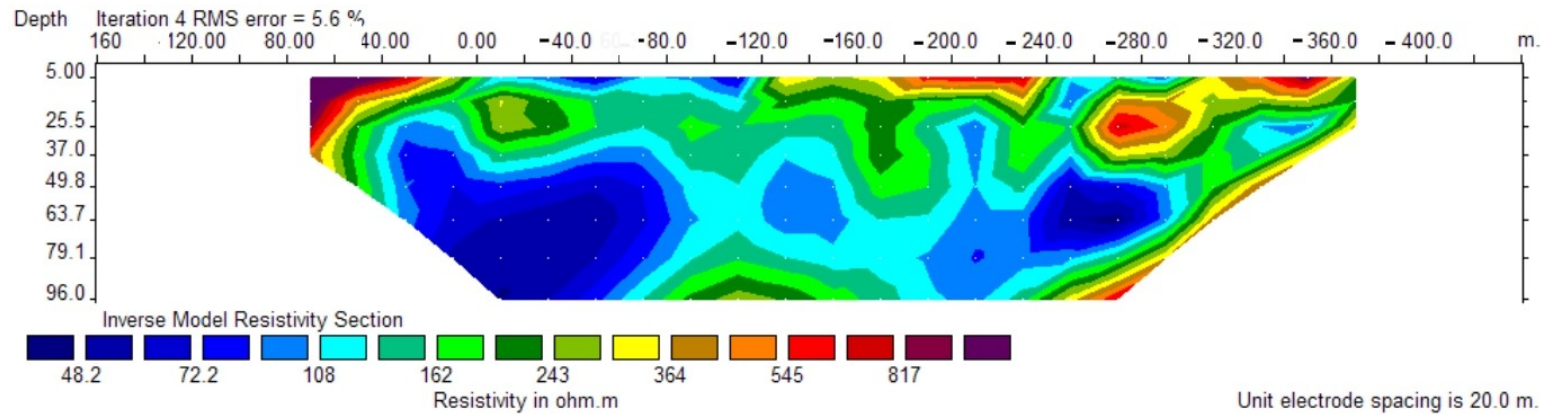 Depth Iteration 4 RMS error = 5.6 %
160 120.00 80.00 40.00 0.00 -40.0 -80.0 -120.0 -160.0 -200.0 -240.0 -280.0 -320.0 -360.0 -400.0 m.
5.00
25.5
37.0
49.8
63.7
79.1
96.0
Inverse Model Resistivity Section
48.2 72.2 108 162 243 364 545 817
Resistivity in ohm.m Unit electrode spacing is 20.0 m.